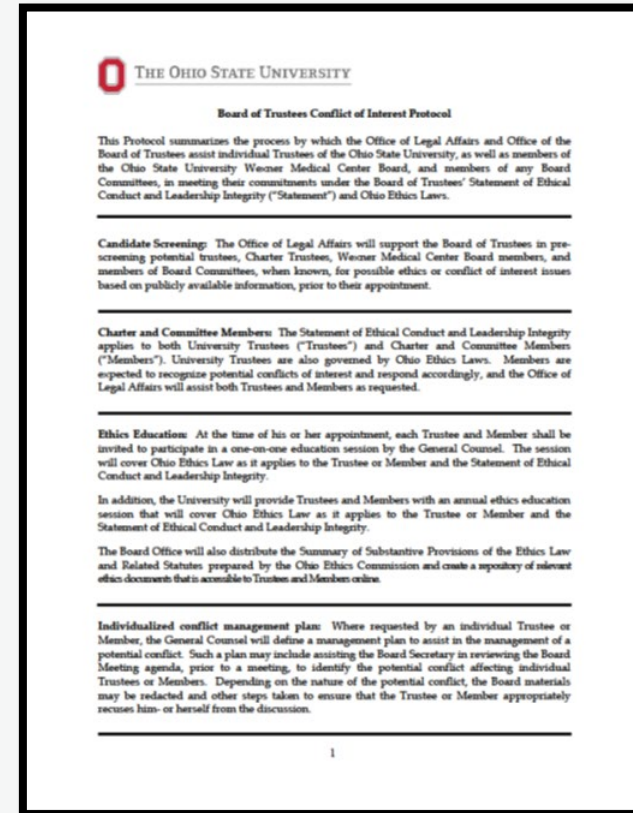 THE OHIO STATE UNIVERSITY
Board of Trustees Conflict of Interest Protocol
This Protocol summarizes the process by which the Office of Legal Affairs and Office of the
Board of Trustees assist individual Trustees of the Ohio State University, as well as members of
the Ohio State University Wexner Medical Center Board, and members of any Board
Committees, in meeting their commitments under the Board of Trustees' Statement of Ethical
Conduct and Leadership Integrity ("Statement") and Ohio Ethics Laws.
Candidate Screening: The Office of Legal Affairs will support the Board of Trustees in pre-
screening potential trustees, Charter Trustees, Wexner Medical Center Board members, and
members of Board Committees, when known, for possible ethics or conflict of interest issues
based on publicly available information, prior to their appointment.
Charter and Committee Members: The Statement of Ethical Conduct and Leadership Integrity
applies to both University Trustees ("Trustees") and Charter and Committee Members
("Members"). University Trustees are also governed by Ohio Ethics Laws. Members are
expected to recognize potential conflicts of interest and respond accordingly, and the Office of
Legal Affairs will assist both Trustees and Members as requested.
Ethics Education: At the time of his or her appointment, each Trustee and Member shall be
invited to participate in a one-on-one education session by the General Counsel. The session
will cover Ohio Ethics Law as it applies to the Trustee or Member and the Statement of Ethical
Conduct and Leadership Integrity.
In addition, the University will provide Trustees and Members with an annual ethics education
session that will cover Ohio Ethics Law as it applies to the Trustee or Member and the
Statement of Ethical Conduct and Leadership Integrity.
The Board Office will also distribute the Summary of Substantive Provisions of the Ethics Law
and Related Statutes prepared by the Ohio Ethics Commission and create a repository of relevant
ethics documents that is accessible to Trustees and Members online.
Individualized conflict management plan: Where requested by an individual Trustee or
Member, the General Counsel will define a management plan to assist in the management of a
potential conflict. Such a plan may include assisting the Board Secretary in reviewing the Board
Meeting agenda, prior to a meeting, to identify the potential conflict affecting individual
Trustees or Members. Depending on the nature of the potential conflict, the Board materials
may be redacted and other steps taken to ensure that the Trustee or Member appropriately
recuses him- or herself from the discussion.
1